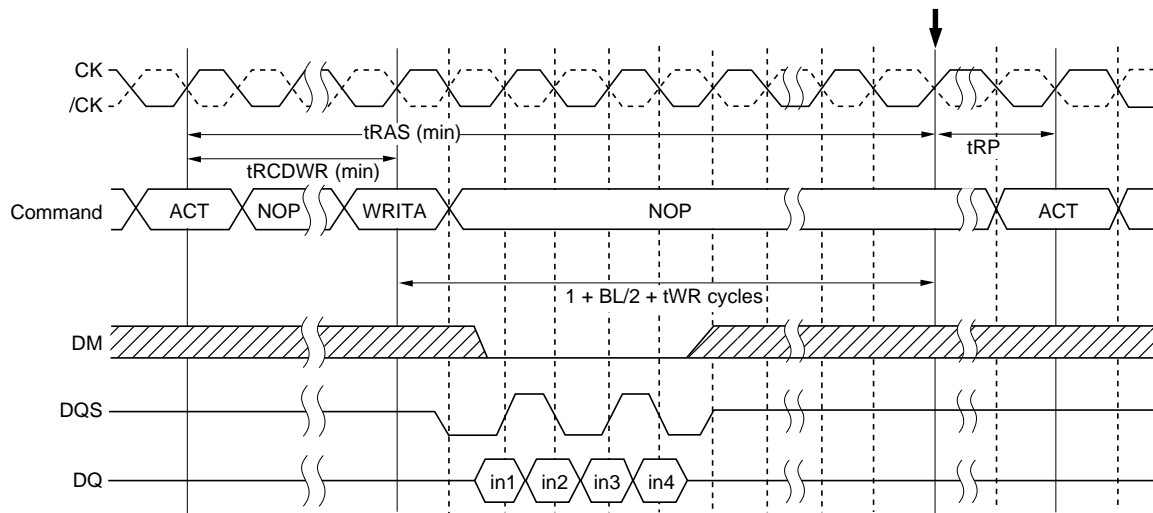 CK
/CK
tRAS (min)
tRP
tRCDWR (min)
Command
ACT
NOP
WRITA
NOP
ACT
1 + BL/2 + tWR cycles
DM
DQS
DQ
in1
in2
in3
in4